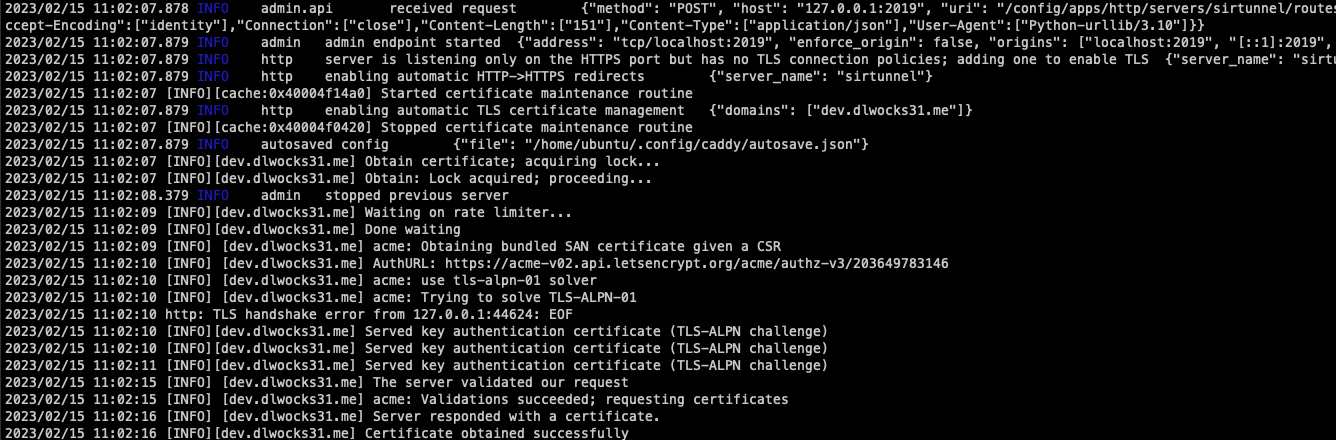 2023/02/15 11:02:07.878 INFO admin.api received request {"method": "POST", "host": "127.0.0.1:2019", "uri": "/config/apps/http/servers/sirtunnel/routes
ccept-Encoding":["identity"],"Connection":["close"],"Content-Length":["151"],"Content-Type":["application/json"],"User-Agent":["Python-urllib/3.10"]}}
2023/02/15 11:02:07.879 INFO admin admin endpoint started {"address": "tcp/localhost:2019", "enforce_origin": false, "origins": ["localhost:2019", "[::1]:2019",
2023/02/15 11:02:07.879 INFO http server is listening only on the HTTPS port but has no TLS connection policies; adding one to enable TLS {"server_name": "sirtu
2023/02/15 11:02:07.879 INFO http enabling automatic HTTP->HTTPS redirects {"server_name": "sirtunnel"}
2023/02/15 11:02:07 [INFO][cache:0x40004f14a0] Started certificate maintenance routine
2023/02/15 11:02:07.879 INFO http enabling automatic TLS certificate management {"domains": ["dev.dlwocks31.me"]}
2023/02/15 11:02:07 [INFO][cache:0x40004f0420] Stopped certificate maintenance routine
2023/02/15 11:02:07.879 INFO autosaved config {"file": "/home/ubuntu/.config/caddy/autosave.json"}
2023/02/15 11:02:07 [INFO][dev.dlwocks31.me] Obtain certificate; acquiring lock...
2023/02/15 11:02:07 [INFO][dev.dlwocks31.me] Obtain: Lock acquired; proceeding...
2023/02/15 11:02:08.379 INFO admin stopped previous server
2023/02/15 11:02:09 [INFO][dev.dlwocks31.me] Waiting on rate limiter...
2023/02/15 11:02:09 [INFO][dev.dlwocks31.me] Done waiting
2023/02/15 11:02:09 [INFO] [dev.dlwocks31.me] acme: Obtaining bundled SAN certificate given a CSR
2023/02/15 11:02:10 [INFO] [dev.dlwocks31.me] AuthURL: https://acme-v02.api.letsencrypt.org/acme/authz-v3/203649783146
2023/02/15 11:02:10 [INFO] [dev.dlwocks31.me] acme: use tls-alpn-01 solver
2023/02/15 11:02:10 [INFO] [dev.dlwocks31.me] acme: Trying to solve TLS-ALPN-01
2023/02/15 11:02:10 http: TLS handshake error from 127.0.0.1:44624: EOF
2023/02/15 11:02:10 [INFO][dev.dlwocks31.me] Served key authentication certificate (TLS-ALPN challenge)
2023/02/15 11:02:10 [INFO][dev.dlwocks31.me] Served key authentication certificate (TLS-ALPN challenge)
2023/02/15 11:02:11 [INFO][dev.dlwocks31.me] Served key authentication certificate (TLS-ALPN challenge)
2023/02/15 11:02:15 [INFO] [dev.dlwocks31.me] The server validated our request
2023/02/15 11:02:15 [INFO] [dev.dlwocks31.me] acme: Validations succeeded; requesting certificates
2023/02/15 11:02:16 [INFO] [dev.dlwocks31.me] Server responded with a certificate.
2023/02/15 11:02:16 [INFO][dev.dlwocks31.me] Certificate obtained successfully